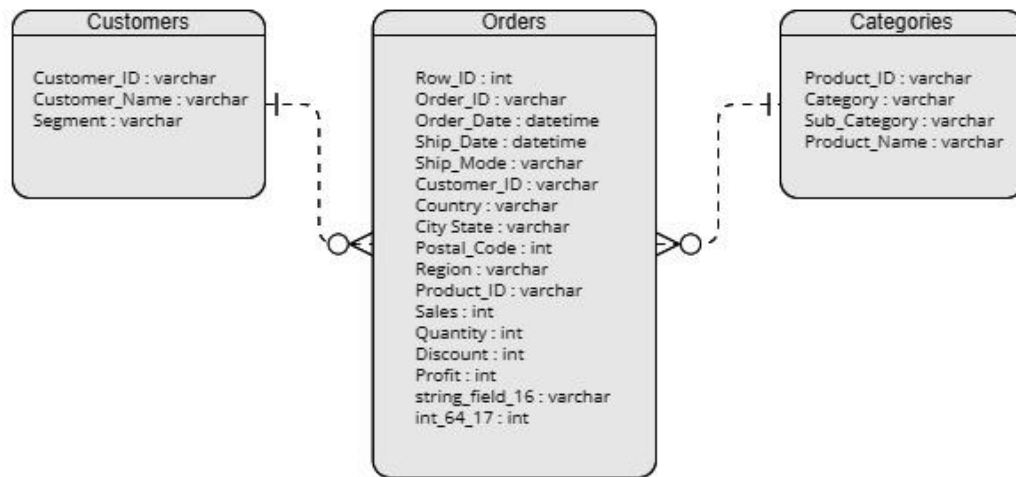 Customers
Customer_ID : varchar
Customer_Name : varchar
Segment : varchar
Orders
Row_ID : int
Order_ID : varchar
Order_Date : datetime
Ship_Date : datetime
Ship_Mode : varchar
Customer_ID : varchar
Country : varchar
City State : varchar
Postal_Code : int
Region : varchar
Product_ID : varchar
Sales : int
Quantity : int
Discount : int
Profit : int
string_field_16 : varchar
int_64_17 : int
Categories
Product_ID : varchar
Category : varchar
Sub_Category : varchar
Product_Name : varchar